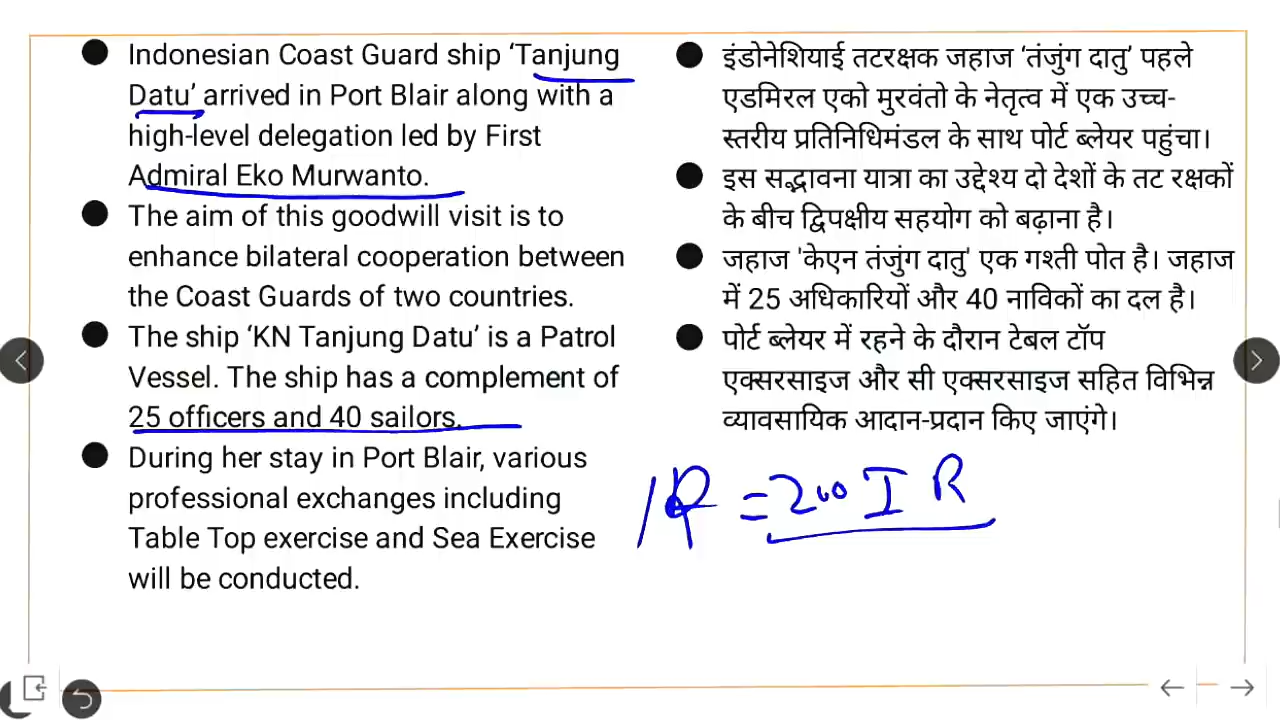 Indonesian Coast Guard ship ‘Tanjung
Datu’ arrived in Port Blair along with a
high-level delegation led by First
Admiral Eko Murwanto.
The aim of this goodwill visit is to
enhance bilateral cooperation between
the Coast Guards of two countries.
The ship ‘KN Tanjung Datu’ is a Patrol
Vessel. The ship has a complement of
25 officers and 40 sailors.
During her stay in Port Blair, various
professional exchanges including
Table Top exercise and Sea Exercise
will be conducted.
इंडोनेशियाई तटरक्षक जहाज ‘तंजुंग दातु’ पहले
एडमिरल एको मुरवंतो के नेतृत्व में एक उच्च-
स्तरीय प्रतिनिधिमंडल के साथ पोर्ट ब्लेयर पहुंचा।
इस सद्भावना यात्रा का उद्देश्य दो देशों के तट रक्षकों
के बीच द्विपक्षीय सहयोग को बढ़ाना है।
जहाज 'केएन तंजुंग दातु' एक गश्ती पोत है। जहाज
में 25 अधिकारियों और 40 नाविकों का दल है।
पोर्ट ब्लेयर में रहने के दौरान टेबल टॉप
एक्सरसाइज और सी एक्सरसाइज सहित विभिन्न
व्यावसायिक आदान-प्रदान किए जाएंगे।
= 200 I R